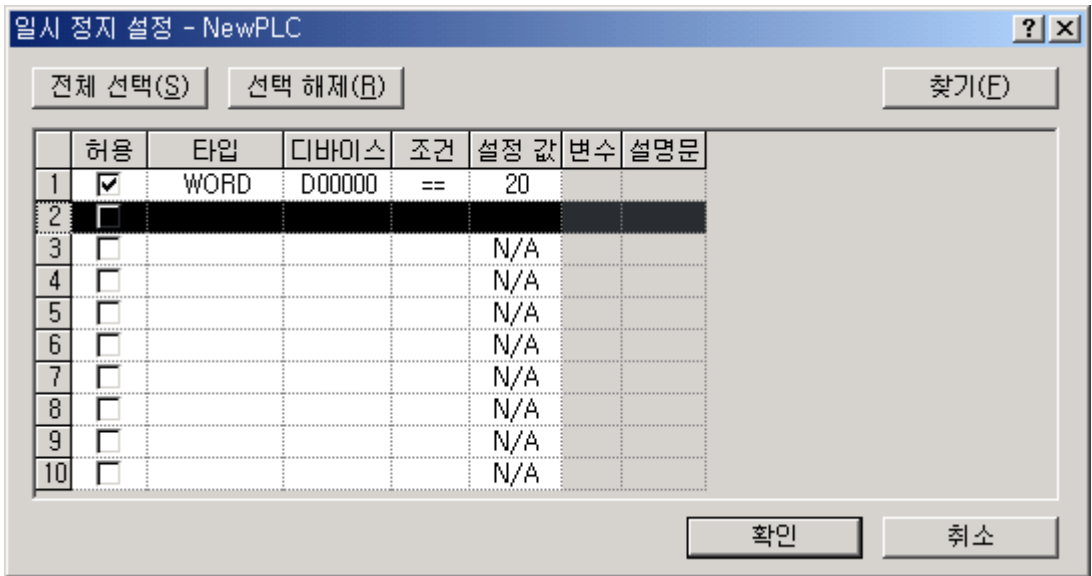 일시 정지 설정 - NewPLC
전체 선택(S) 선택 해제(R) 찾기(F)
허용 타입 디바이스 조건 설정 값 변수 설명문
1 WORD D00000 == 20
2
3 N/A
4 N/A
5 N/A
6 N/A
7 N/A
8 N/A
9 N/A
10 N/A
확인 취소